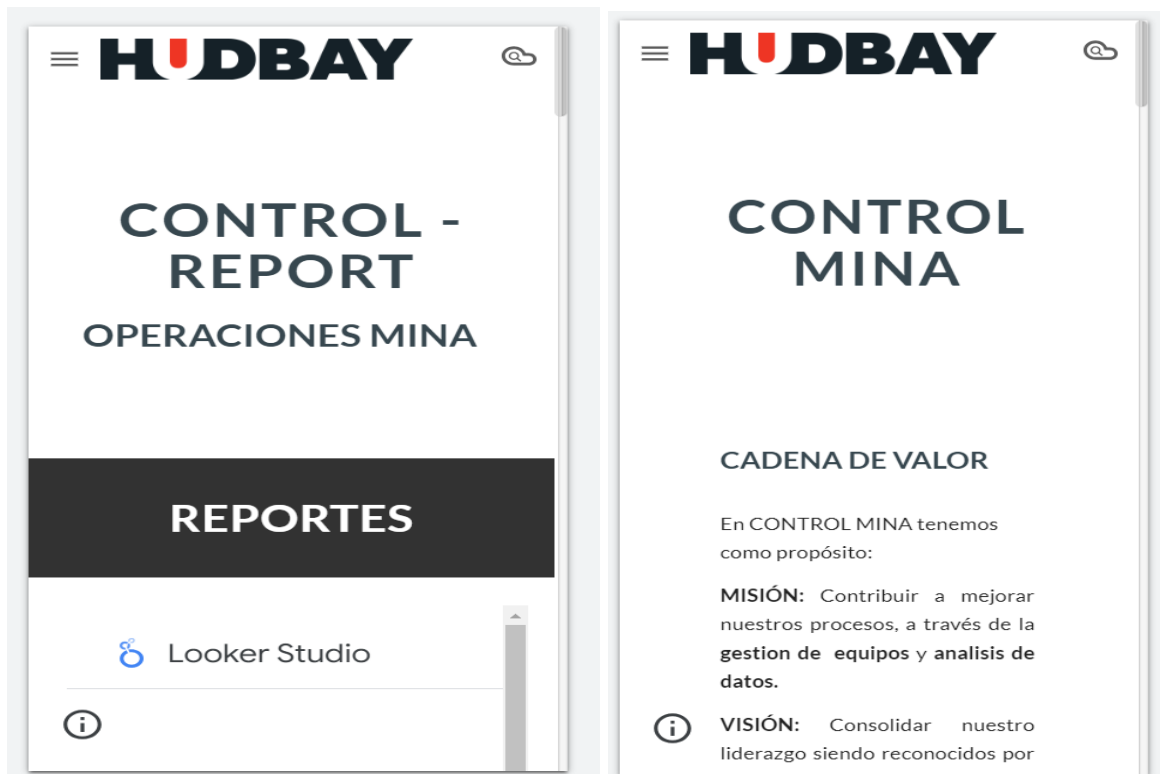 HUDBAY
CONTROL -
REPORT
OPERACIONES MINA
REPORTES
Looker Studio
HUDBAY
CONTROL
MINA
CADENA DE VALOR
En CONTROL MINA tenemos
como propósito:
MISIÓN: Contribuir a mejorar
nuestros procesos, a través de la
gestion de equipos y analisis de
datos.
VISIÓN: Consolidar nuestro
liderazgo siendo reconocidos por